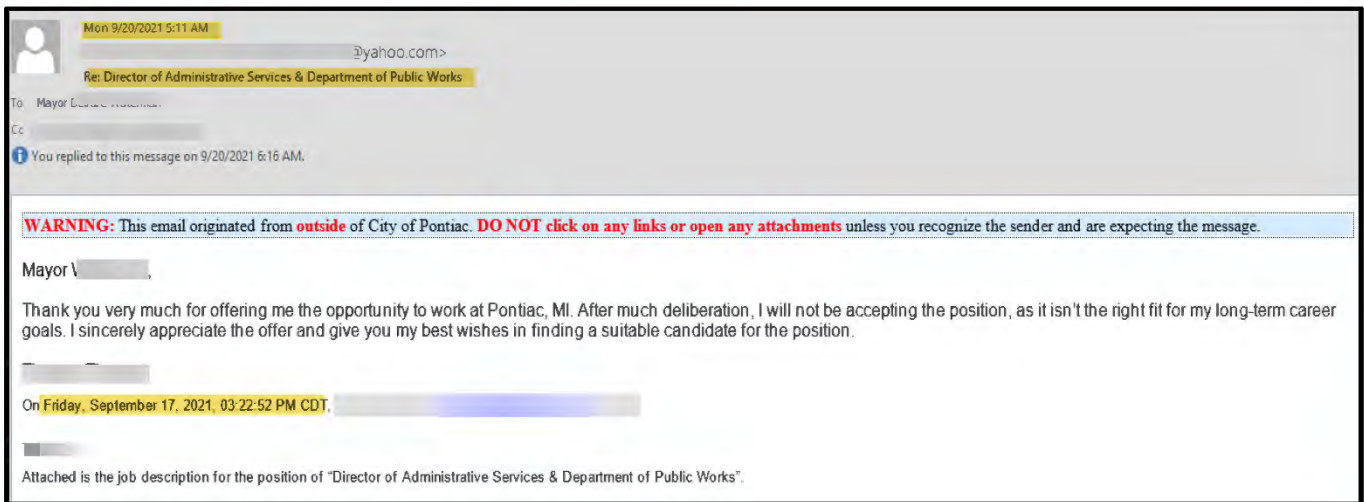 Mon 9/20/2021 5:11 AM
@yahoo.com>
Re: Director of Administrative Services & Department of Public Works
To Mayor
Cc
You replied to this message on 9/20/2021 6:16 AM.
WARNING: This email originated from outside of City of Pontiac. DO NOT click on any links or open any attachments unless you recognize the sender and are expecting the message.
Mayor
Thank you very much for offering me the opportunity to work at Pontiac, MI. After much deliberation, I will not be accepting the position, as it isn't the right fit for my long-term career
goals. I sincerely appreciate the offer and give you my best wishes in finding a suitable candidate for the position.
On Friday, September 17, 2021, 03:22:52 PM CDT,
Attached is the job description for the position of "Director of Administrative Services & Department of Public Works".